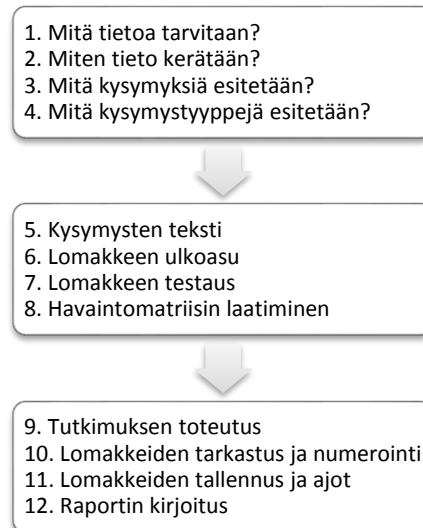 1. Mitä tietoa tarvitaan?
2. Miten tieto kerätään?
3. Mitä kysymyksiä esitetään?
4. Mitä kysymystyyppejä esitetään?
5. Kysymysten teksti
6. Lomakkeen ulkoasu
7. Lomakkeen testaus
8. Havaintomatriisin laatiminen
9. Tutkimuksen toteutus
10. Lomakkeiden tarkastus ja numerointi
11. Lomakkeiden tallennus ja ajot
12. Raportin kirjoitus